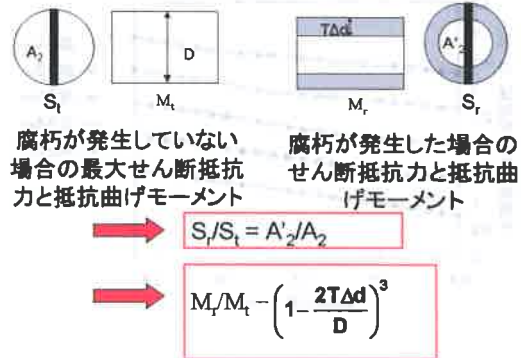 A₂
D
TΔd
A'₂
Sₜ
Mₜ
Mᵣ
Sᵣ
腐朽が発生していない
場合の最大せん断抵抗
力と抵抗曲げモーメント
腐朽が発生した場合の
せん断抵抗力と抵抗曲
げモーメント
Sᵣ/Sₜ = A'₂/A₂
Mᵣ/Mₜ − (1− 2TΔd/D)³